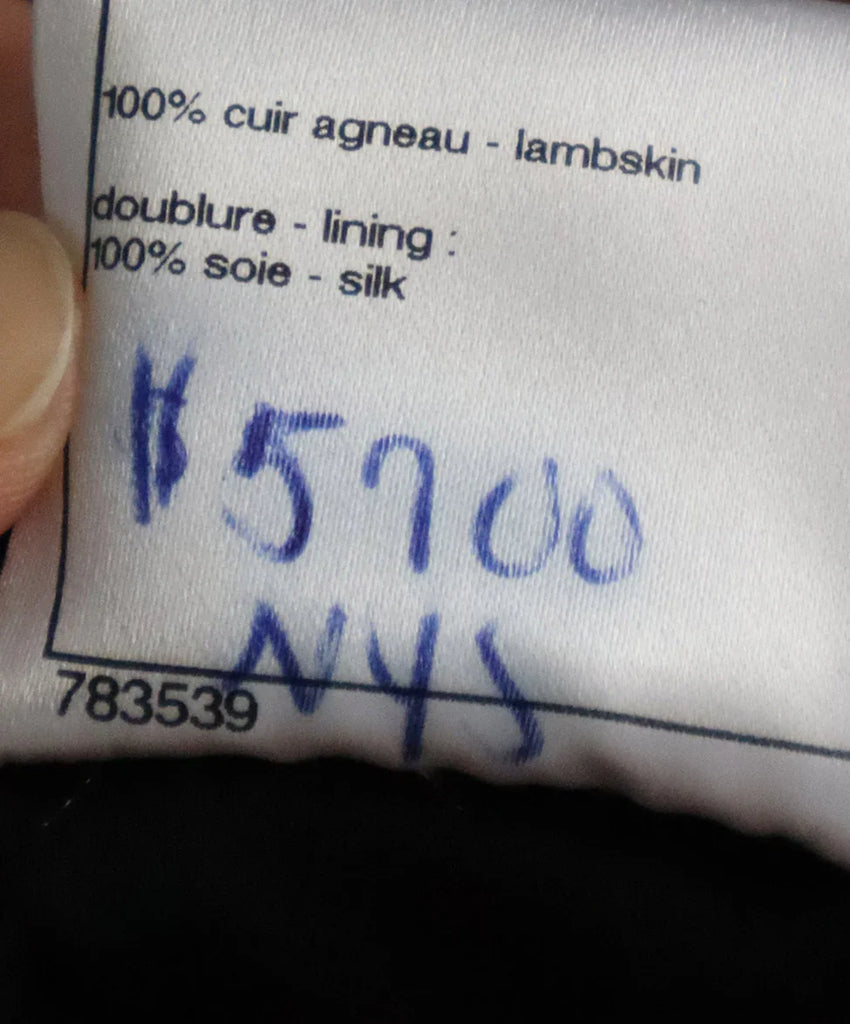 100% cuir agneau - lambskin
doublure - lining :
100% soie - silk
$ 5700
NYS
783539